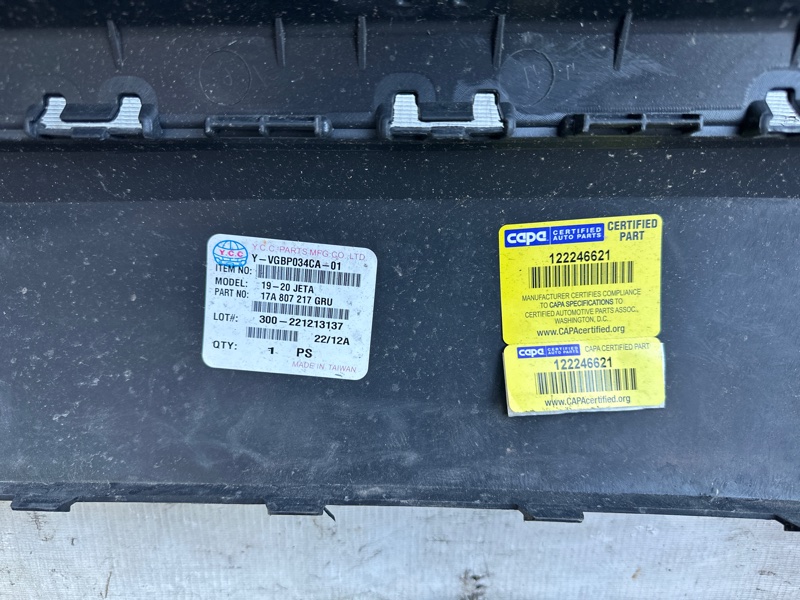 Y.C.C. PARTS MFG.CO.,LTD.
Y.C.C
Y-VGBP034CA-01
ITEM NO:
MODEL: 19-20 JETA
PART NO: 17A 807 217 GRU
LOT#: 300-221213137
22/12A
QTY: 1 PS
MADE IN TAIWAN
capa CERTIFIED AUTO PARTS
CERTIFIED PART
122246621
MANUFACTURER CERTIFIES COMPLIANCE
TO CAPA SPECIFICATIONS TO
CERTIFIED AUTOMOTIVE PARTS ASSOC.,
WASHINGTON, D.C.
www.CAPAcertified.org
capa CERTIFIED AUTO PARTS CAPA CERTIFIED PART
122246621
www.CAPAcertified.org